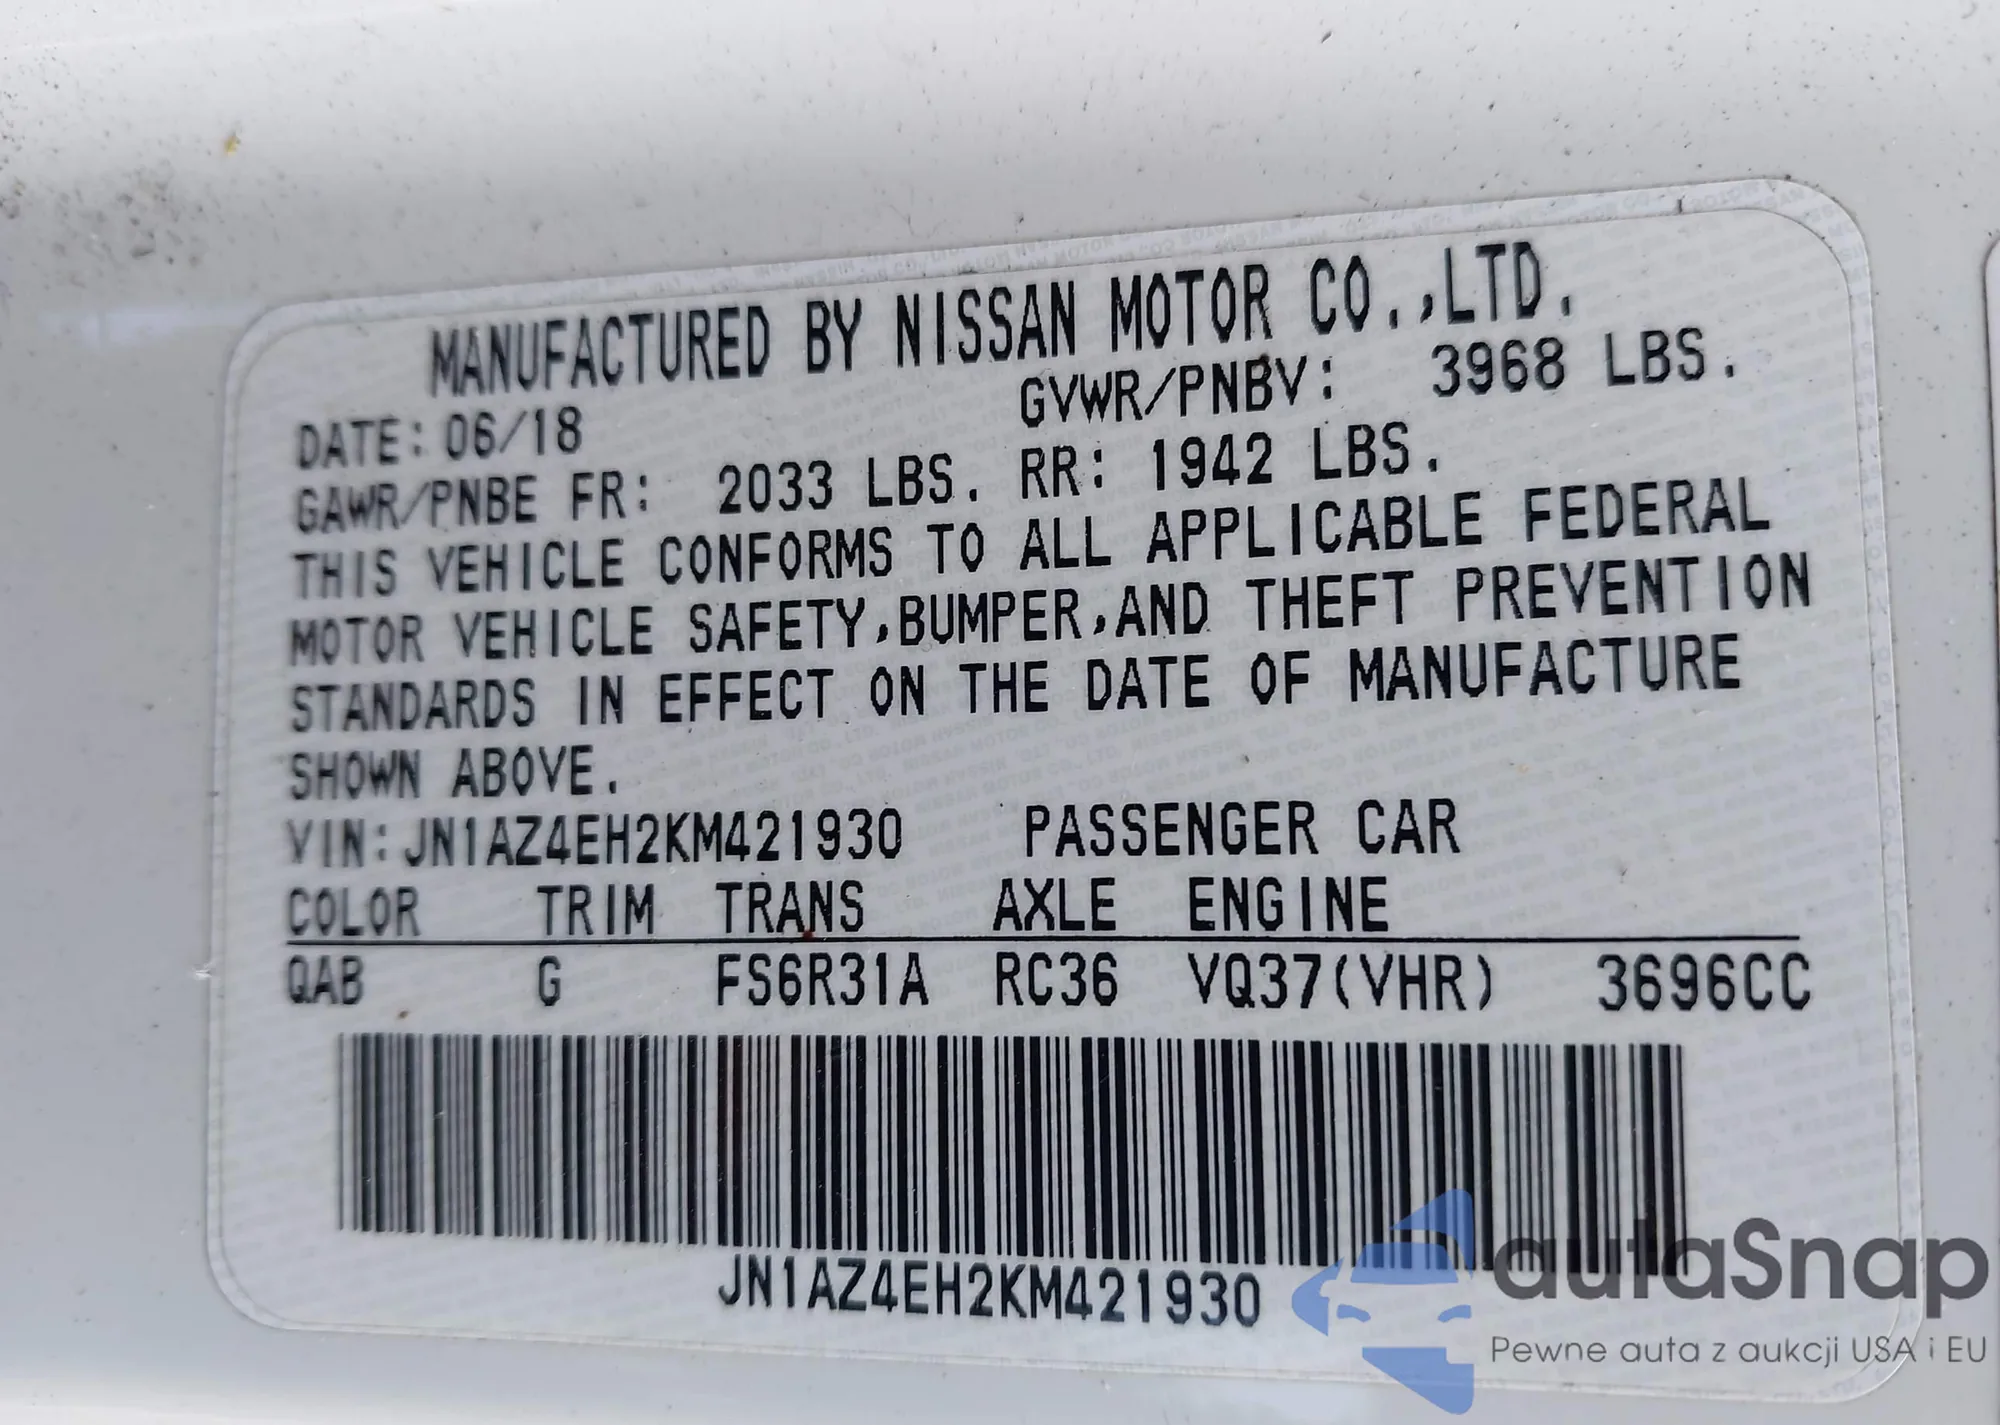 MANUFACTURED BY NISSAN MOTOR CO.,LTD.
DATE: 06/18 GVWR/PNBV: 3968 LBS.
GAWR/PNBE FR: 2033 LBS. RR: 1942 LBS.
THIS VEHICLE CONFORMS TO ALL APPLICABLE FEDERAL
MOTOR VEHICLE SAFETY,BUMPER,AND THEFT PREVENTION
STANDARDS IN EFFECT ON THE DATE OF MANUFACTURE
SHOWN ABOVE.
VIN:JN1AZ4EH2KM421930 PASSENGER CAR
COLOR TRIM TRANS AXLE ENGINE
QAB G FS6R31A RC36 VQ37(VHR) 3696CC
JN1AZ4EH2KM421930
autaSnap
Pewne auta z aukcji USA i EU